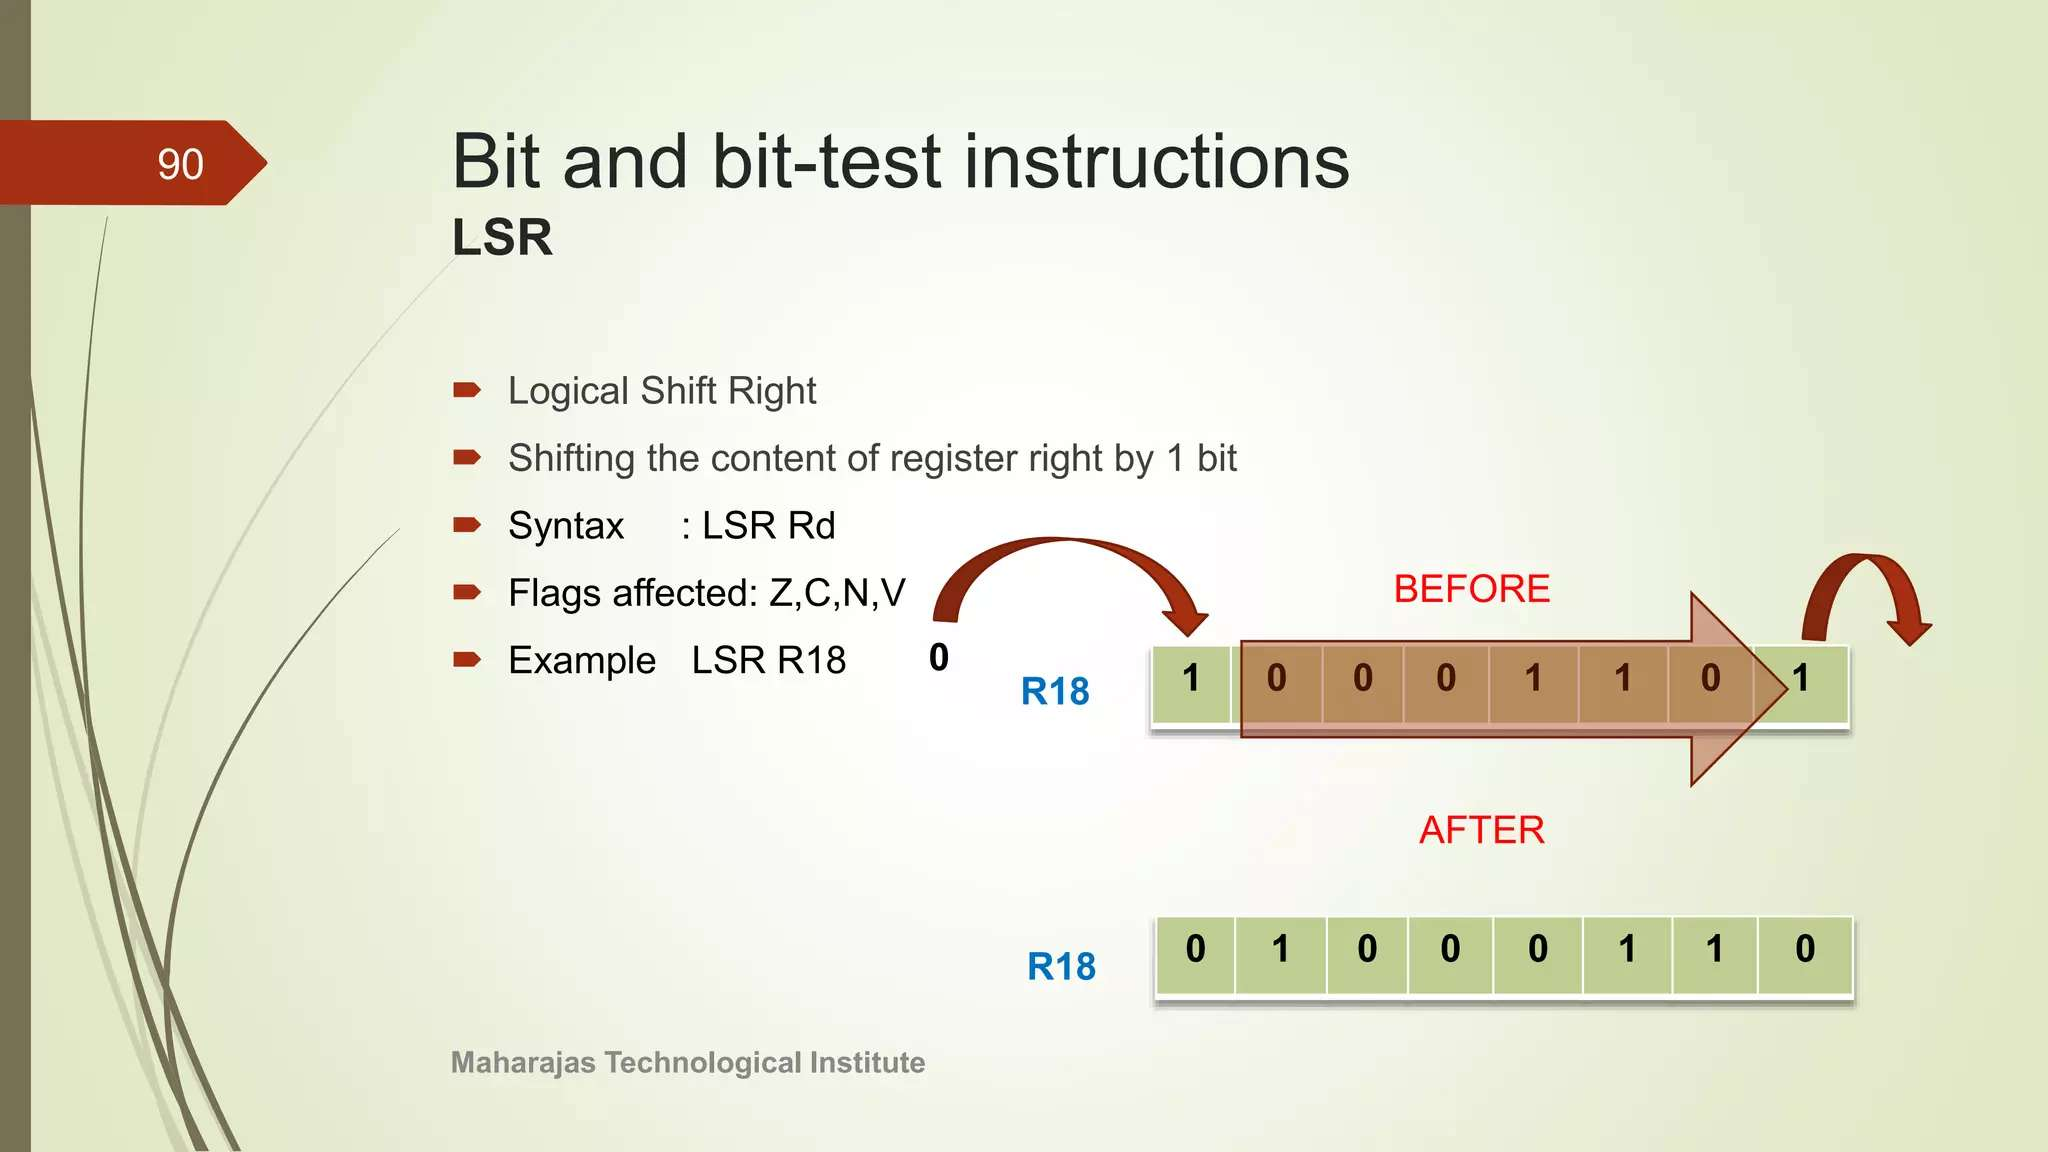 90
Bit and bit-test instructions
LSR
Logical Shift Right
Shifting the content of register right by 1 bit
Syntax : LSR Rd
Flags affected: Z,C,N,V
Example LSR R18
0
BEFORE
R18 1 0 0 0 1 1 0 1
AFTER
R18 0 1 0 0 0 1 1 0
Maharajas Technological Institute